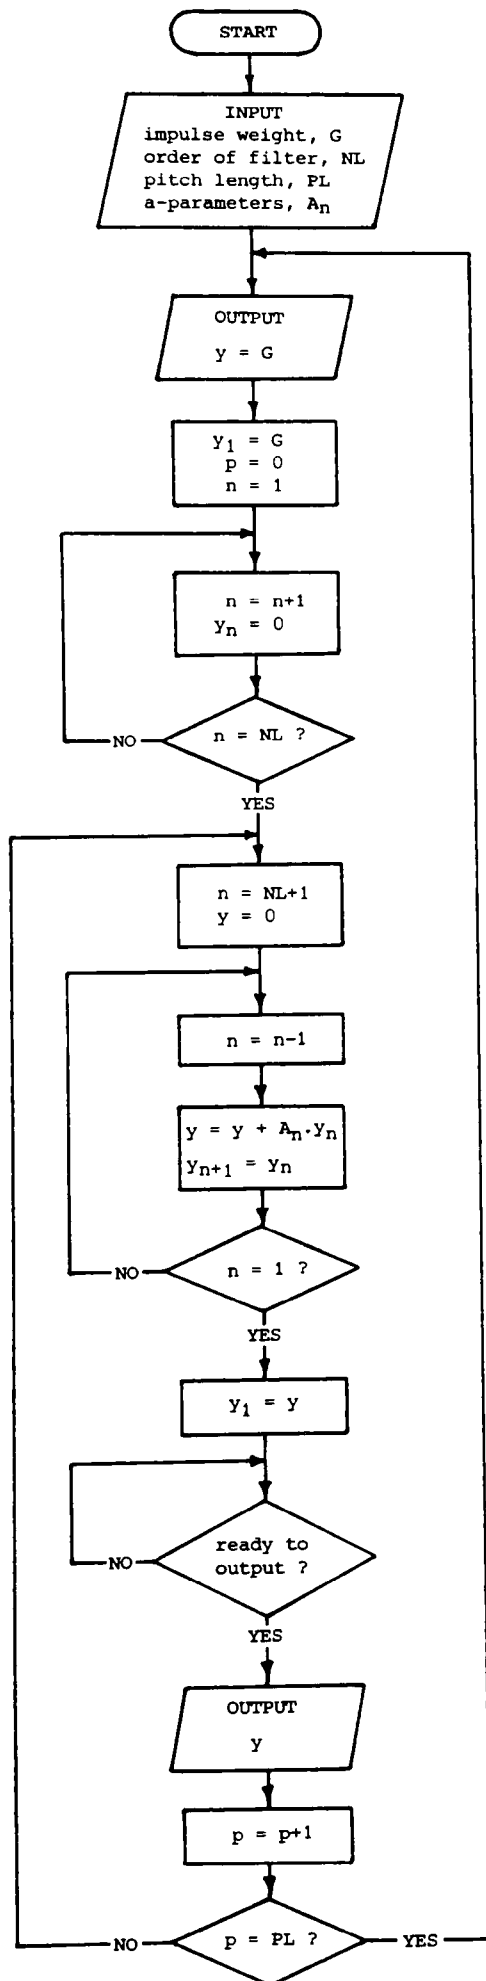 START
INPUT
impulse weight, G
order of filter, NL
pitch length, PL
a-parameters, An
OUTPUT
y = G
y1 = G
p = 0
n = 1
n = n+1
yn = 0
n = NL ?
NO
YES
n = NL+1
y = 0
n = n-1
y = y + An.yn
yn+1 = yn
n = 1 ?
NO
YES
y1 = y
ready to
output ?
NO
YES
OUTPUT
y
p = p+1
p = PL ?
NO
YES